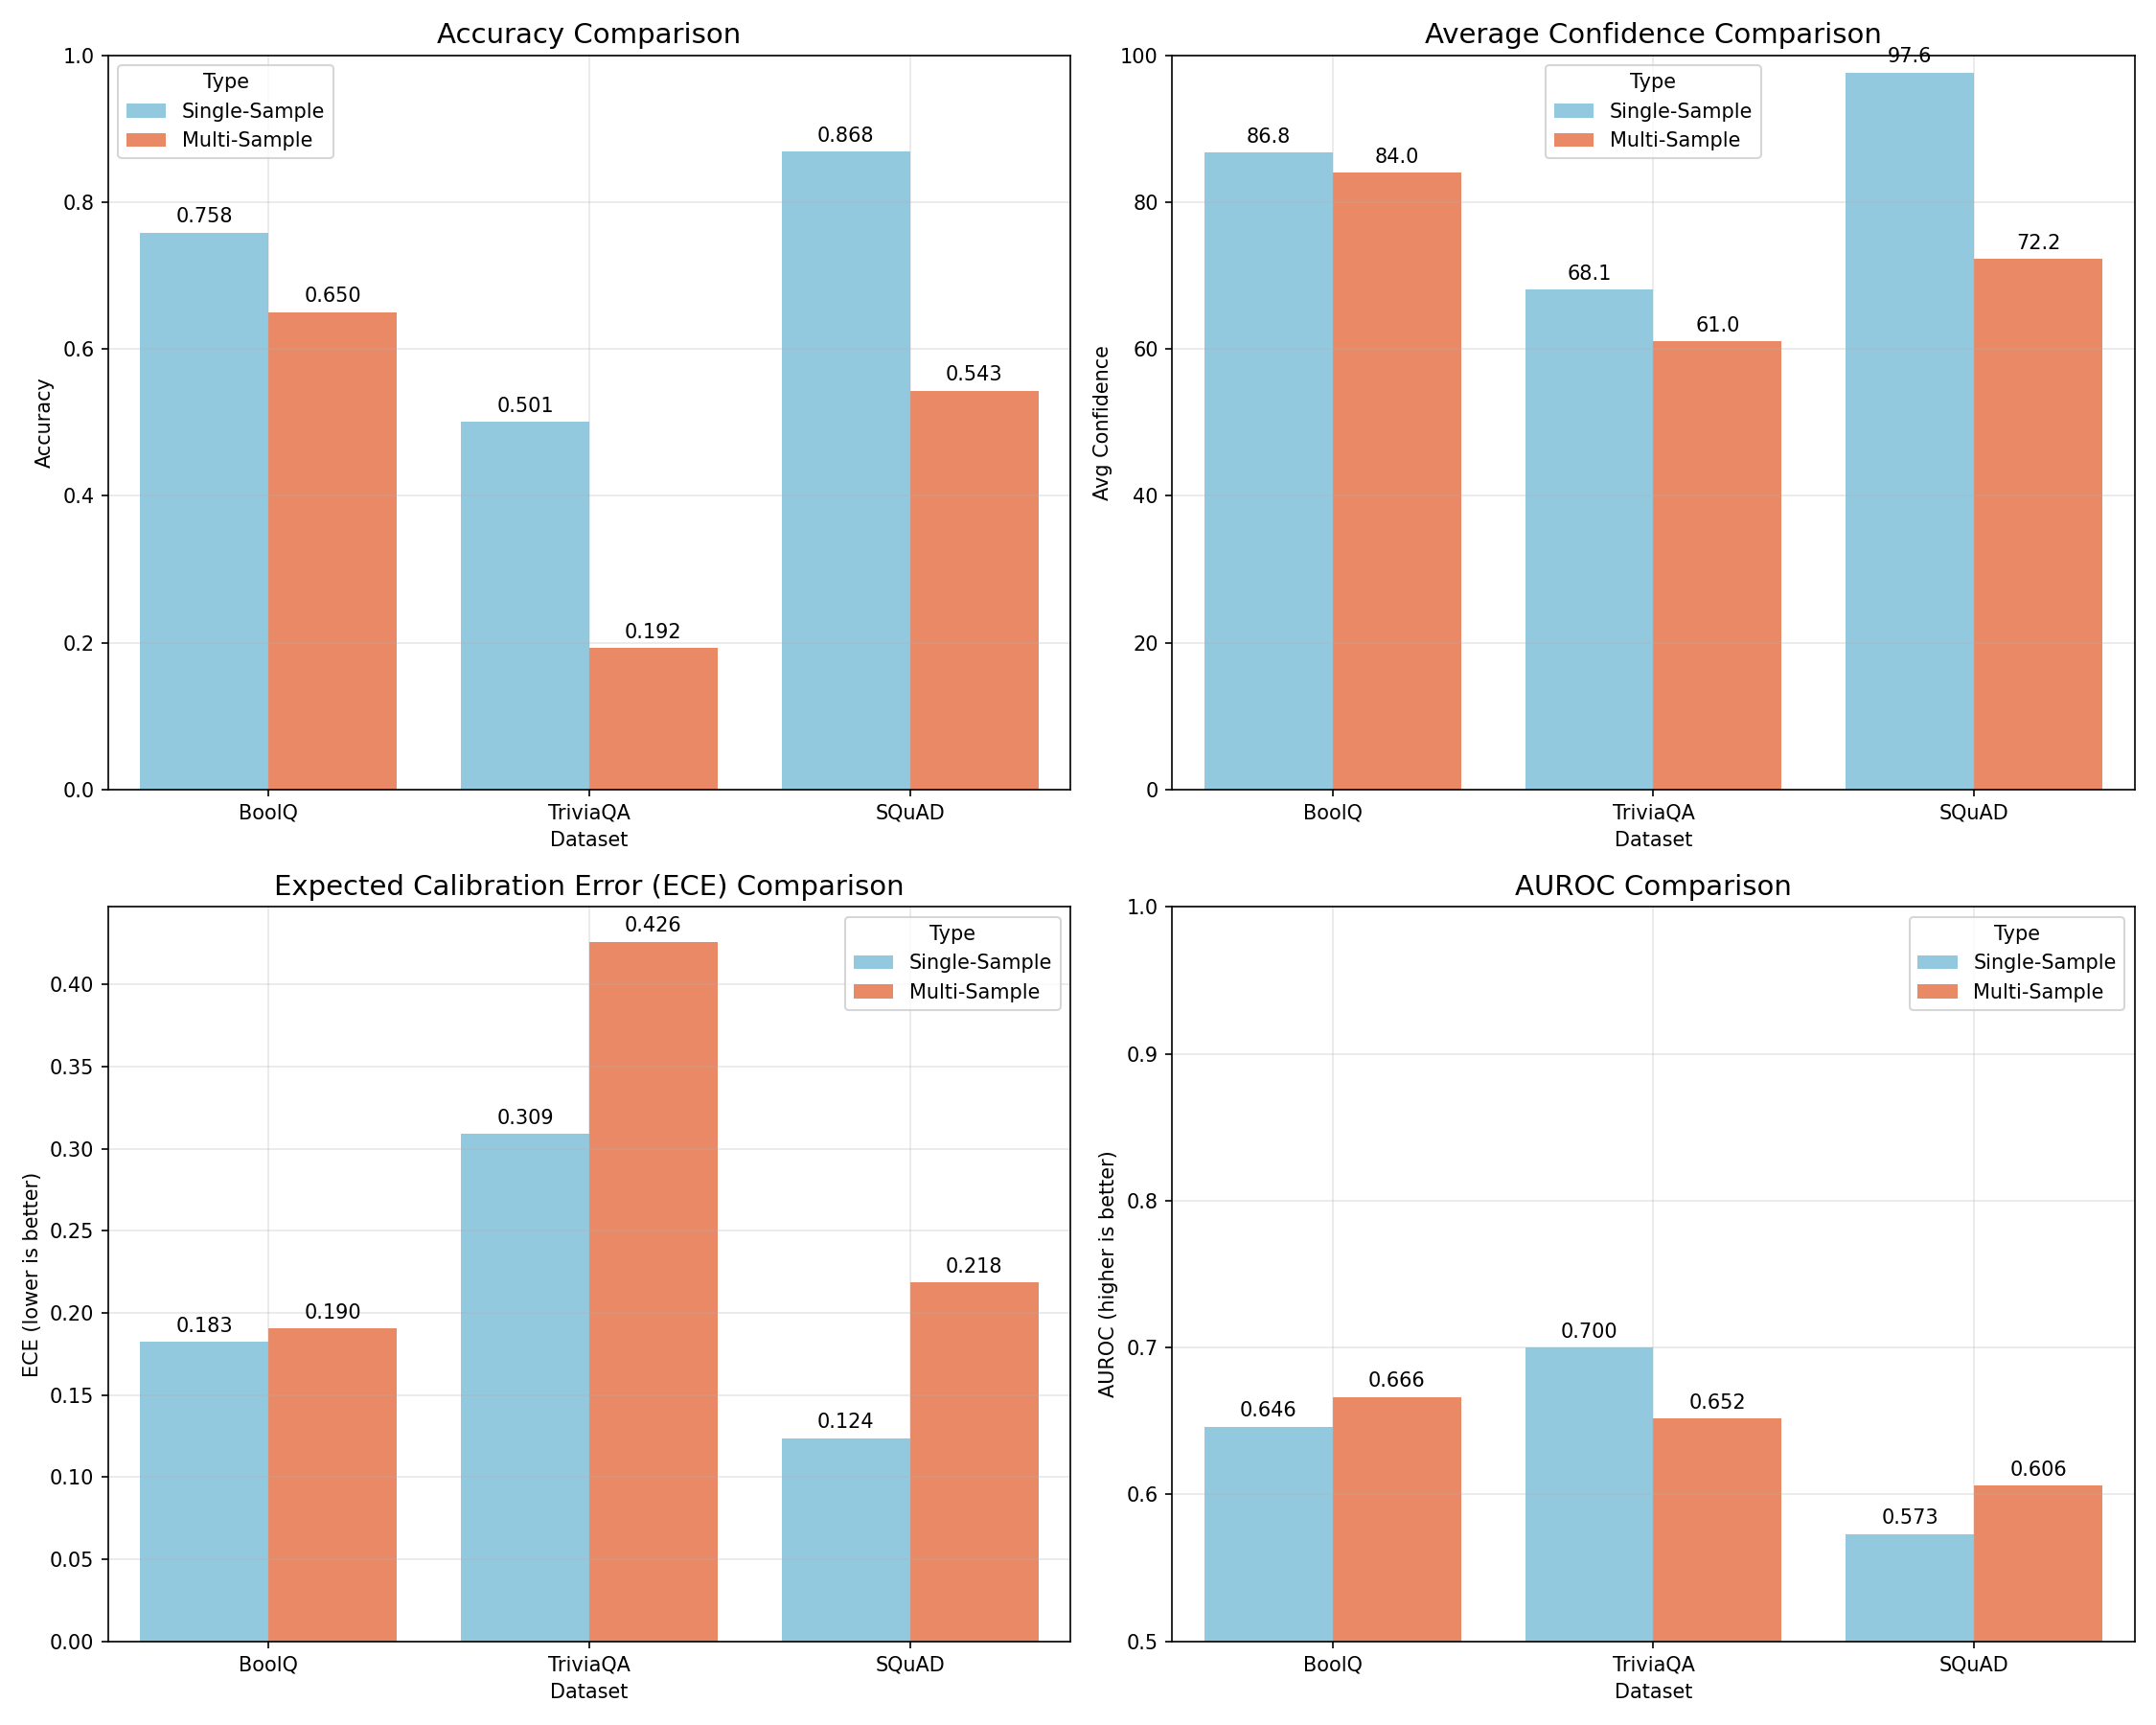 Accuracy Comparison
1.0
0.8
0.6
0.4
0.2
0.0
Accuracy
Type
Single-Sample
Multi-Sample
0.758
0.650
0.501
0.192
0.868
0.543
BoolQ
TriviaQA
SQuAD
Dataset
Average Confidence Comparison
100
80
60
40
20
0
Avg Confidence
Type
Single-Sample
Multi-Sample
86.8
84.0
68.1
61.0
97.6
72.2
BoolQ
TriviaQA
SQuAD
Dataset
Expected Calibration Error (ECE) Comparison
0.40
0.35
0.30
0.25
0.20
0.15
0.10
0.05
0.00
ECE (lower is better)
Type
Single-Sample
Multi-Sample
0.183
0.190
0.309
0.426
0.124
0.218
BoolQ
TriviaQA
SQuAD
Dataset
AUROC Comparison
1.0
0.9
0.8
0.7
0.6
0.5
AUROC (higher is better)
Type
Single-Sample
Multi-Sample
0.646
0.666
0.700
0.652
0.573
0.606
BoolQ
TriviaQA
SQuAD
Dataset